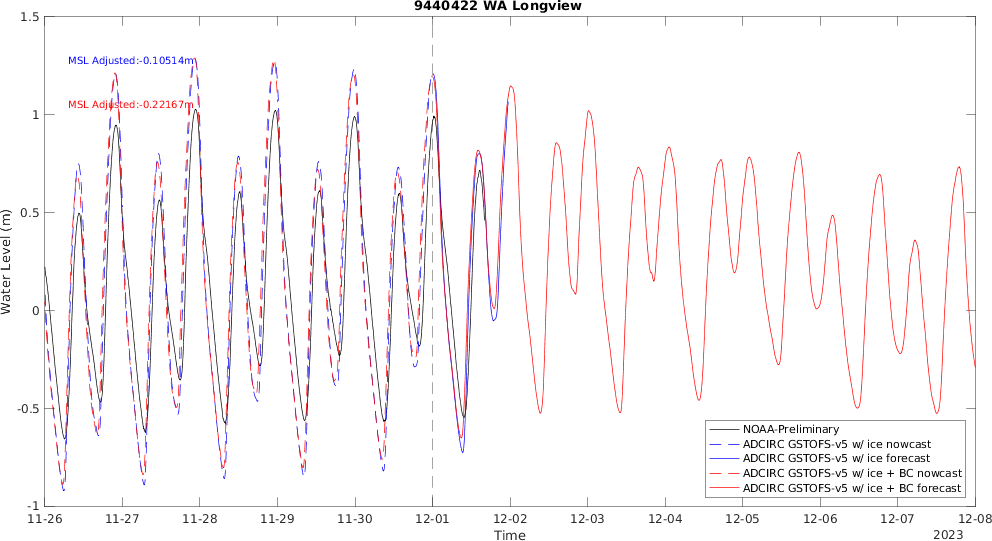 9440422 WA Longview
1.5
MSL Adjusted:-0.10514m
MSL Adjusted:-0.22167m
1
0.5
0
-0.5
-1
Water Level (m)
NOAA-Preliminary
ADCIRC GSTOFS-v5 w/ ice nowcast
ADCIRC GSTOFS-v5 w/ ice forecast
ADCIRC GSTOFS-v5 w/ ice + BC nowcast
ADCIRC GSTOFS-v5 w/ ice + BC forecast
11-26 11-27 11-28 11-29 11-30 12-01 12-02 12-03 12-04 12-05 12-06 12-07 12-08
Time
2023